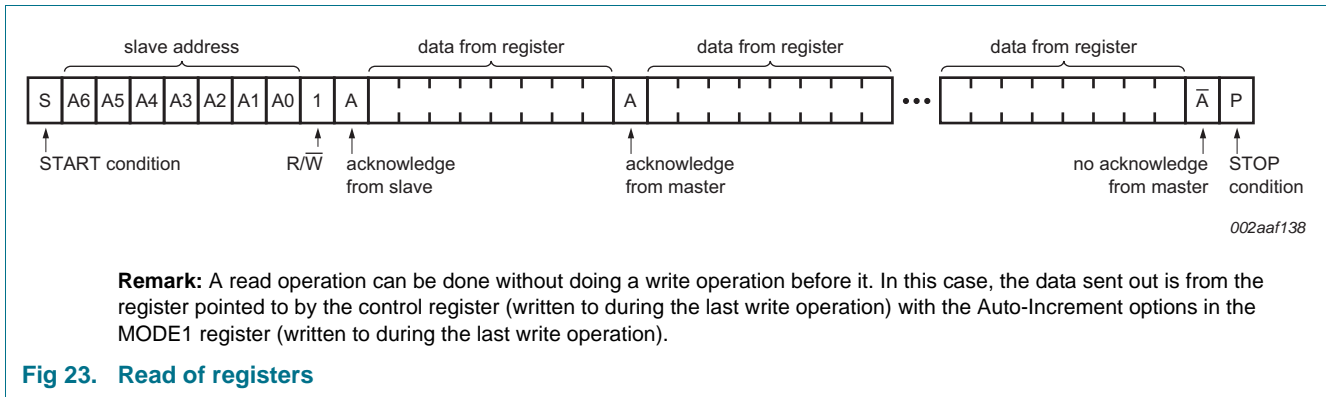 slave address data from register data from register data from register
S A6 A5 A4 A3 A2 A1 A0 1 A A ••• A̅ P
START condition R/W̅ acknowledge from slave acknowledge from master no acknowledge from master STOP condition
002aaf138
Remark: A read operation can be done without doing a write operation before it. In this case, the data sent out is from the
register pointed to by the control register (written to during the last write operation) with the Auto-Increment options in the
MODE1 register (written to during the last write operation).
Fig 23. Read of registers